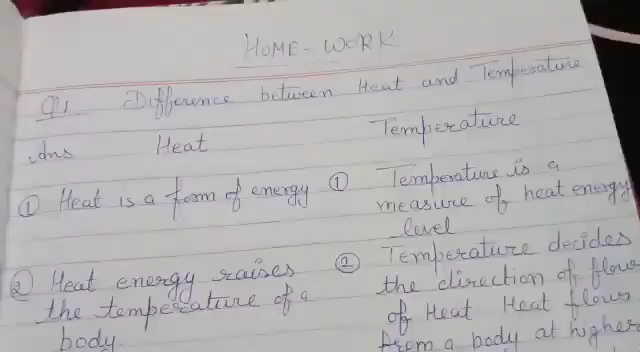 HOME-WORK
Q1. Difference between Heat and Temperature
Ans Heat Temperature
① Heat is a form of energy
① Temperature is a
measure of heat energy
level
② Heat energy raises
the temperature of a
body.
② Temperature decides
the direction of flow
of Heat Heat flows
from a body at higher